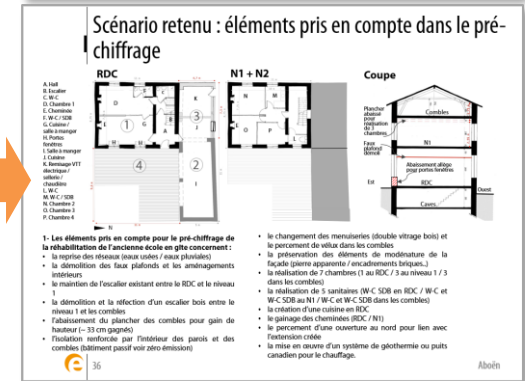 Scénario retenu : éléments pris en compte dans le pré-
chiffrage
RDC
N1 + N2
Coupe
A. Hall
B. Escalier
C. W-C
D. Chambre 1
E. Cheminée
F. W-C / SDB
G. Cuisine /
salle à manger
H. Portes
fenêtres
I. Salle à manger
J. Cuisine
K. Remisage VTT
électrique /
sellerie /
chaudière
L. W-C
M. W-C / SDB
N. Chambre 2
O. Chambre 3
P. Chambre 4
Plancher
abaissé
pour
réalisation
de 3
chambres
Faux
plafond
démoli
Combles
N1
Abaissement allège
pour portes fenêtres
Est
RDC
Ouest
Caves
1
2
3
4
N
1- Les éléments pris en compte pour le pré-chiffrage de
la réhabilitation de l'ancienne école en gîte concernent :
• la reprise des réseaux (eaux usées / eaux pluviales)
• la démolition des faux plafonds et les aménagements
intérieurs
• le maintien de l'escalier existant entre le RDC et le niveau
1
• la démolition et la réfection d'un escalier bois entre le
niveau 1 et les combles
• l'abaissement du plancher des combles pour gain de
hauteur (~ 33 cm gagnés)
• l'isolation renforcée par l'intérieur des parois et des
combles (bâtiment passif voir zéro émission)
• le changement des menuiseries (double vitrage bois) et
le percement de vélux dans les combles
• la préservation des éléments de modénature de la
façade (pierre apparente / encadrements briques..)
• la réalisation de 7 chambres (1 au RDC / 3 au niveau 1 / 3
dans les combles)
• la réalisation de 5 sanitaires (W-C SDB en RDC / W-C et
W-C SDB au N1 / W-C et W-C SDB dans les combles)
• la création d'une cuisine en RDC
• le gainage des cheminées (RDC / N1)
• le percement d'une ouverture au nord pour lien avec
l'extension créée
• la mise en œuvre d'un système de géothermie ou puits
canadien pour le chauffage.
36
Aboën